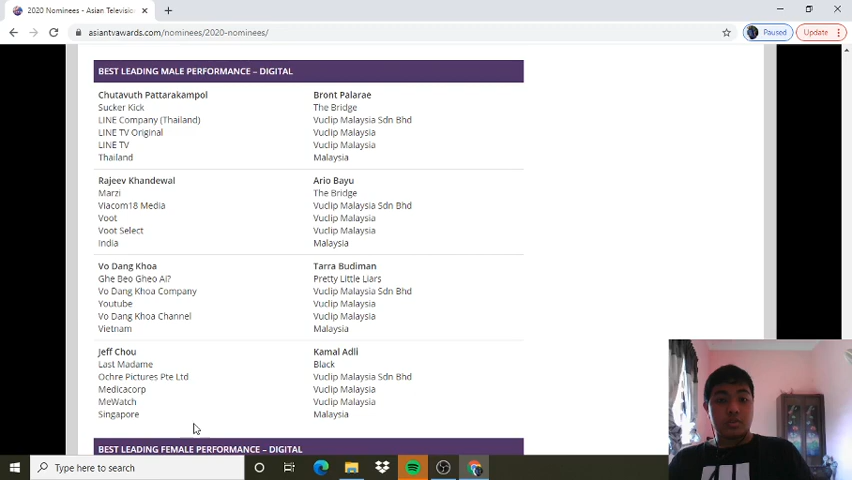 2020 Nominees - Asian Televisio
asiantvawards.com/nominees/2020-nominees/
Paused
Update
BEST LEADING MALE PERFORMANCE – DIGITAL
Chutavuth Pattarakampol
Sucker Kick
LINE Company (Thailand)
LINE TV Original
LINE TV
Thailand
Bront Palarae
The Bridge
Vuclip Malaysia Sdn Bhd
Vuclip Malaysia
Vuclip Malaysia
Malaysia
Rajeev Khandewal
Marzi
Viacom18 Media
Voot
Voot Select
India
Ario Bayu
The Bridge
Vuclip Malaysia Sdn Bhd
Vuclip Malaysia
Vuclip Malaysia
Malaysia
Vo Dang Khoa
Ghe Beo Gheo Ai?
Vo Dang Khoa Company
Youtube
Vo Dang Khoa Channel
Vietnam
Tarra Budiman
Pretty Little Liars
Vuclip Malaysia Sdn Bhd
Vuclip Malaysia
Vuclip Malaysia
Malaysia
Jeff Chou
Last Madame
Ochre Pictures Pte Ltd
Medicacorp
MeWatch
Singapore
Kamal Adli
Black
Vuclip Malaysia Sdn Bhd
Vuclip Malaysia
Vuclip Malaysia
Malaysia
BEST LEADING FEMALE PERFORMANCE – DIGITAL
Type here to search